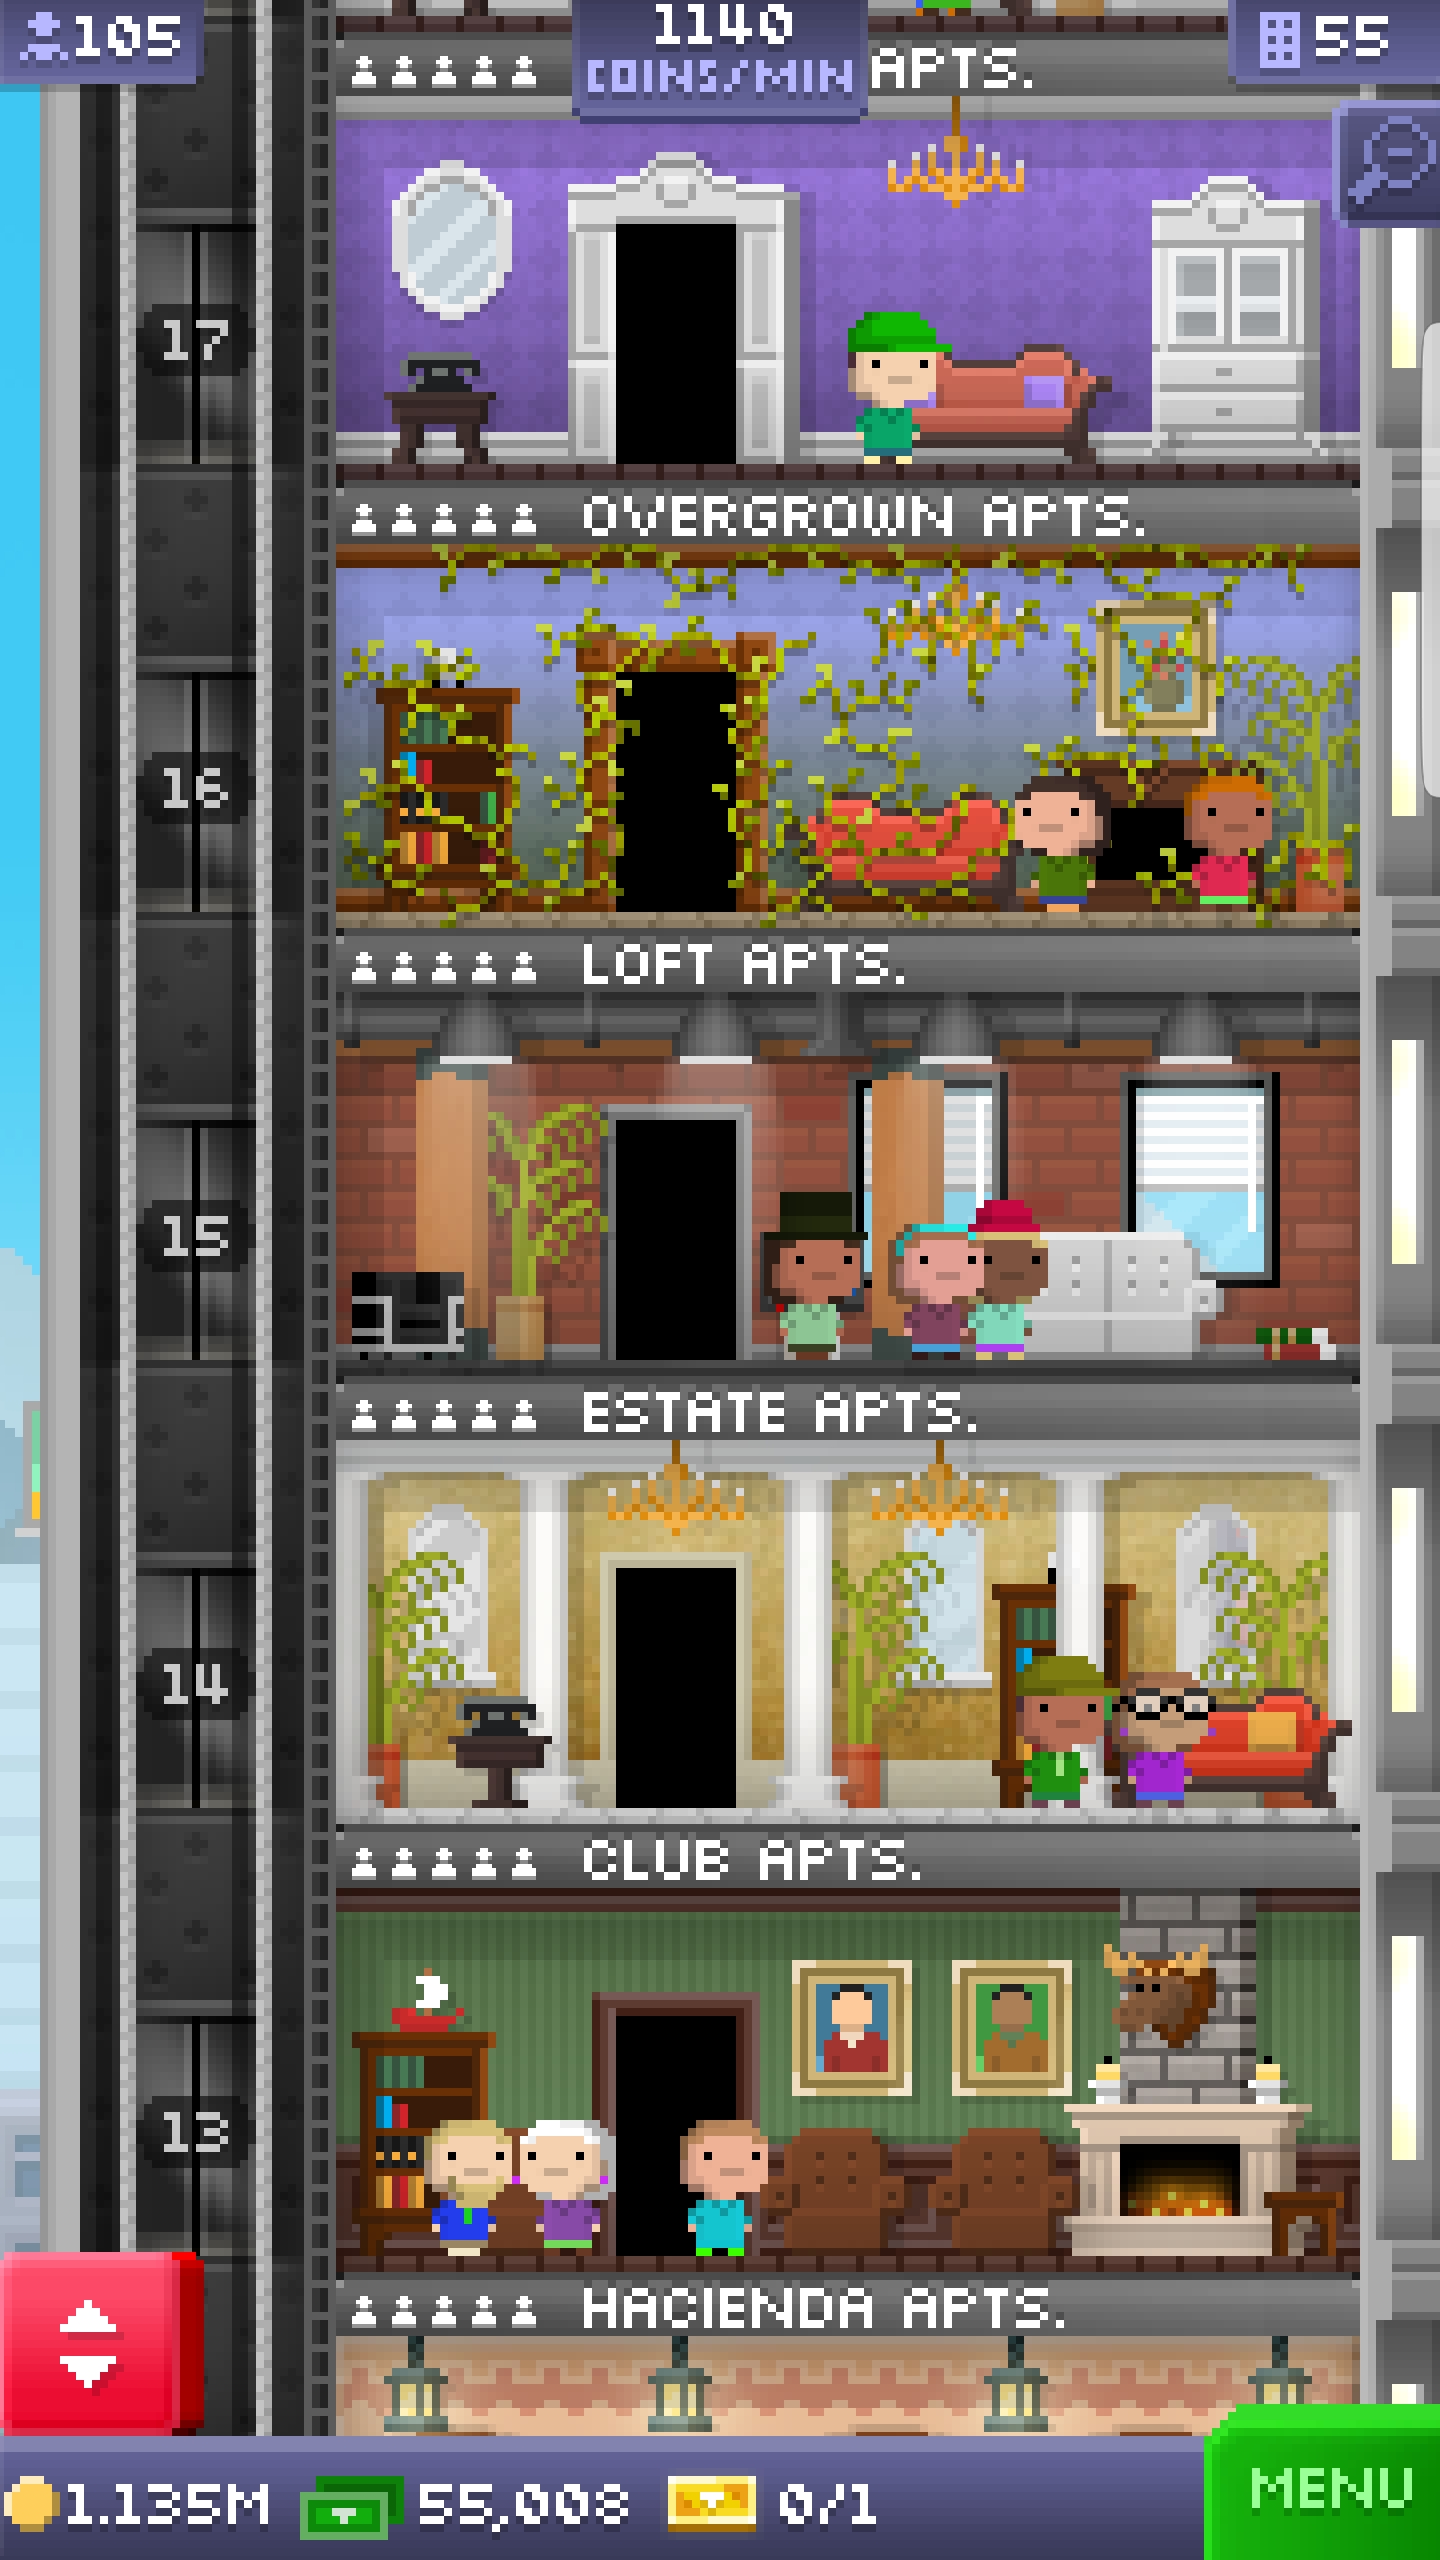 105
1140
COINS/MIN
55
APTS.
17
OVERGROWN APTS.
16
LOFT APTS.
15
ESTATE APTS.
14
CLUB APTS.
13
HACIENDA APTS.
1.135M
55,008
0/1
MENU